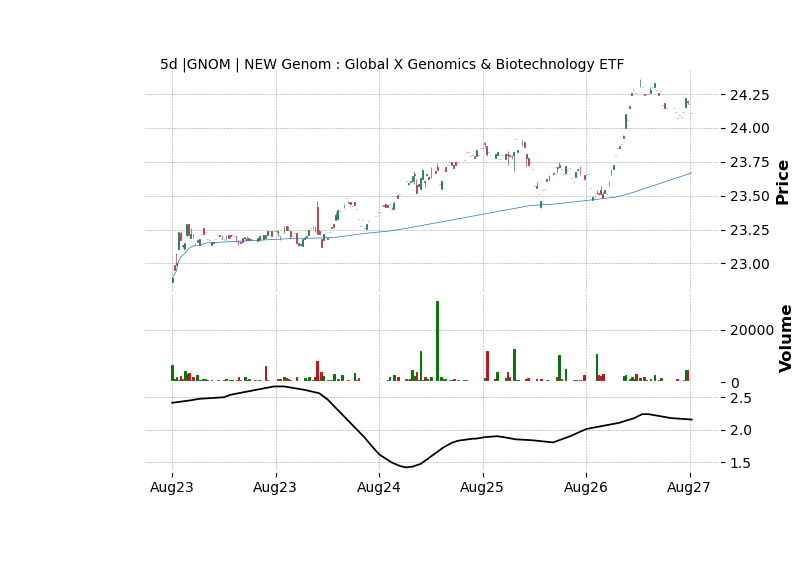 5d |GNOM | NEW Genom : Global X Genomics & Biotechnology ETF
24.25
24.00
23.75
23.50
23.25
23.00
Price
20000
0
Volume
2.5
2.0
1.5
Aug23
Aug23
Aug24
Aug25
Aug26
Aug27